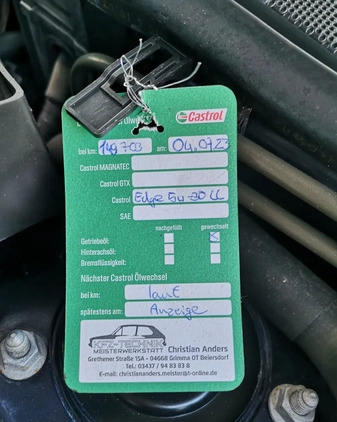 Ölwec
Castrol
bei km: 149703 am: 04.07.23
Castrol MAGNATEC
Castrol GTX
Castrol Edge 5w-30 LL
SAE
nachgefüllt gewechselt
Getriebeöl:
Hinterachsöl:
Bremsflüssigkeit:
Nächster Castrol Ölwechsel
bei km: laut
spätestens am: Anzeige
KFZ-TECHNIK
MEISTERWERKSTATT Christian Anders
Grethener Straße 15A - 04668 Grimma OT Beiersdorf
Tel.: 03437 / 94 83 83 8
E-mail: christiananders.meister@t-online.de